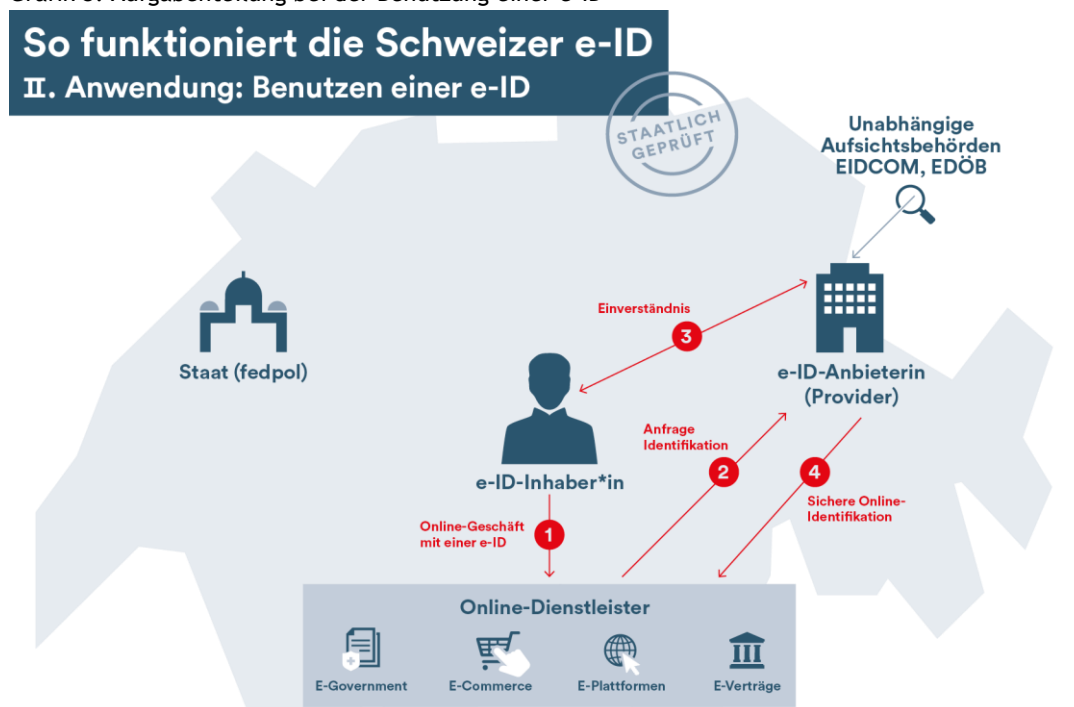 So funktioniert die Schweizer e-ID
II. Anwendung: Benutzen einer e-ID
STAATLICH
GEPRÜFT
Unabhängige
Aufsichtsbehörden
EIDCOM, EDÖB
Einverständnis
3
Staat (fedpol)
e-ID-Anbieterin
(Provider)
e-ID-Inhaber*in
Anfrage
Identifikation
2
4
Sichere Online-
Identifikation
Online-Geschäft
mit einer e-ID
1
Online-Dienstleister
E-Government
E-Commerce
E-Plattformen
E-Verträge